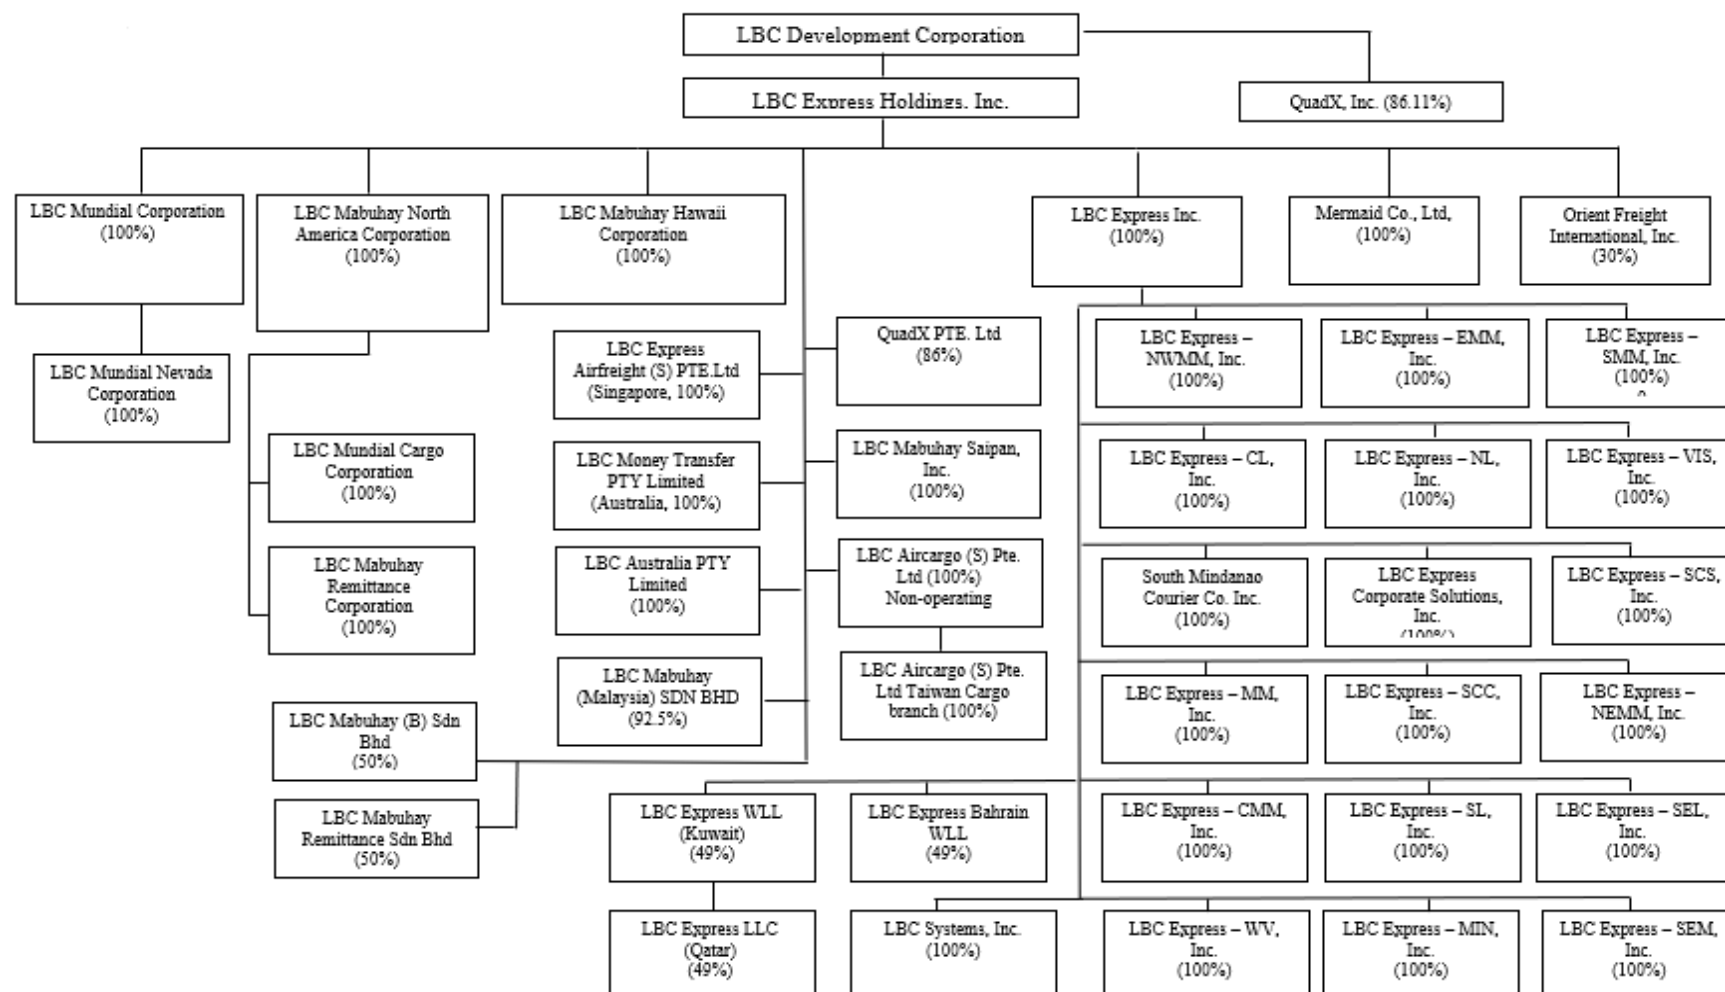 LBC Development Corporation
LBC Express Holdings, Inc.
QuadX, Inc. (86.11%)
LBC Mundial Corporation
(100%)
LBC Mabuhay North
America Corporation
(100%)
LBC Mabuhay Hawaii
Corporation
(100%)
LBC Express Inc.
(100%)
Mermaid Co., Ltd,
(100%)
Orient Freight
International, Inc.
(30%)
LBC Mundial Nevada
Corporation
(100%)
LBC Express
Airfreight (S) PTE.Ltd
(Singapore, 100%)
QuadX PTE. Ltd
(86%)
LBC Express –
NWMM, Inc.
(100%)
LBC Express – EMM,
Inc.
(100%)
LBC Express –
SMM, Inc.
(100%)
LBC Mundial Cargo
Corporation
(100%)
LBC Money Transfer
PTY Limited
(Australia, 100%)
LBC Mabuhay Saipan,
Inc.
(100%)
LBC Express – CL,
Inc.
(100%)
LBC Express – NL,
Inc.
(100%)
LBC Express – VIS,
Inc.
(100%)
LBC Mabuhay
Remittance
Corporation
(100%)
LBC Australia PTY
Limited
(100%)
LBC Aircargo (S) Pte.
Ltd (100%)
Non-operating
South Mindanao
Courier Co. Inc.
(100%)
LBC Express
Corporate Solutions,
Inc.
(100%)
LBC Express – SCS,
Inc.
(100%)
LBC Mabuhay (B) Sdn
Bhd
(50%)
LBC Mabuhay
(Malaysia) SDN BHD
(92.5%)
LBC Aircargo (S) Pte.
Ltd Taiwan Cargo
branch (100%)
LBC Express – MM,
Inc.
(100%)
LBC Express – SCC,
Inc.
(100%)
LBC Express –
NEMM, Inc.
(100%)
LBC Mabuhay
Remittance Sdn Bhd
(50%)
LBC Express WLL
(Kuwait)
(49%)
LBC Express Bahrain
WLL
(49%)
LBC Express – CMM,
Inc.
(100%)
LBC Express – SL,
Inc.
(100%)
LBC Express – SEL,
Inc.
(100%)
LBC Express LLC
(Qatar)
(49%)
LBC Systems, Inc.
(100%)
LBC Express – WV,
Inc.
(100%)
LBC Express – MIN,
Inc.
(100%)
LBC Express – SEM,
Inc.
(100%)